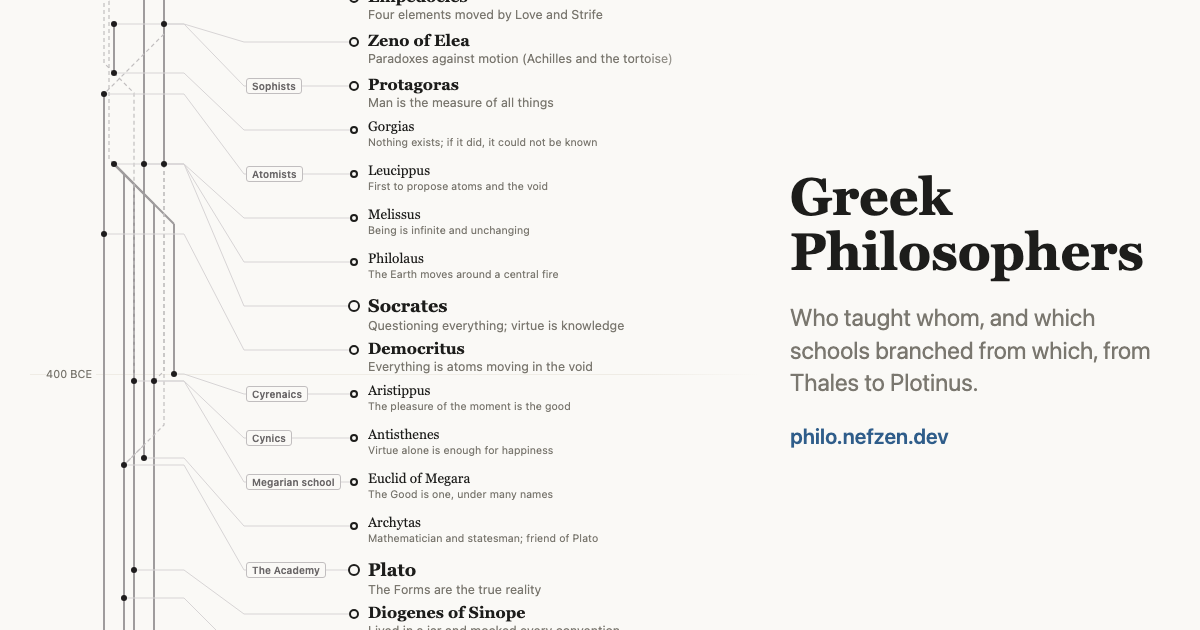 Empedocles
Four elements moved by Love and Strife
Zeno of Elea
Paradoxes against motion (Achilles and the tortoise)
Sophists
Protagoras
Man is the measure of all things
Gorgias
Nothing exists; if it did, it could not be known
Atomists
Leucippus
First to propose atoms and the void
Melissus
Being is infinite and unchanging
Philolaus
The Earth moves around a central fire
Socrates
Questioning everything; virtue is knowledge
Democritus
Everything is atoms moving in the void
400 BCE
Cyrenaics
Aristippus
The pleasure of the moment is the good
Cynics
Antisthenes
Virtue alone is enough for happiness
Megarian school
Euclid of Megara
The Good is one, under many names
Archytas
Mathematician and statesman; friend of Plato
The Academy
Plato
The Forms are the true reality
Diogenes of Sinope
Lived in a jar and mocked every convention
Greek
Philosophers
Who taught whom, and which
schools branched from which, from
Thales to Plotinus.
philo.nefzen.dev